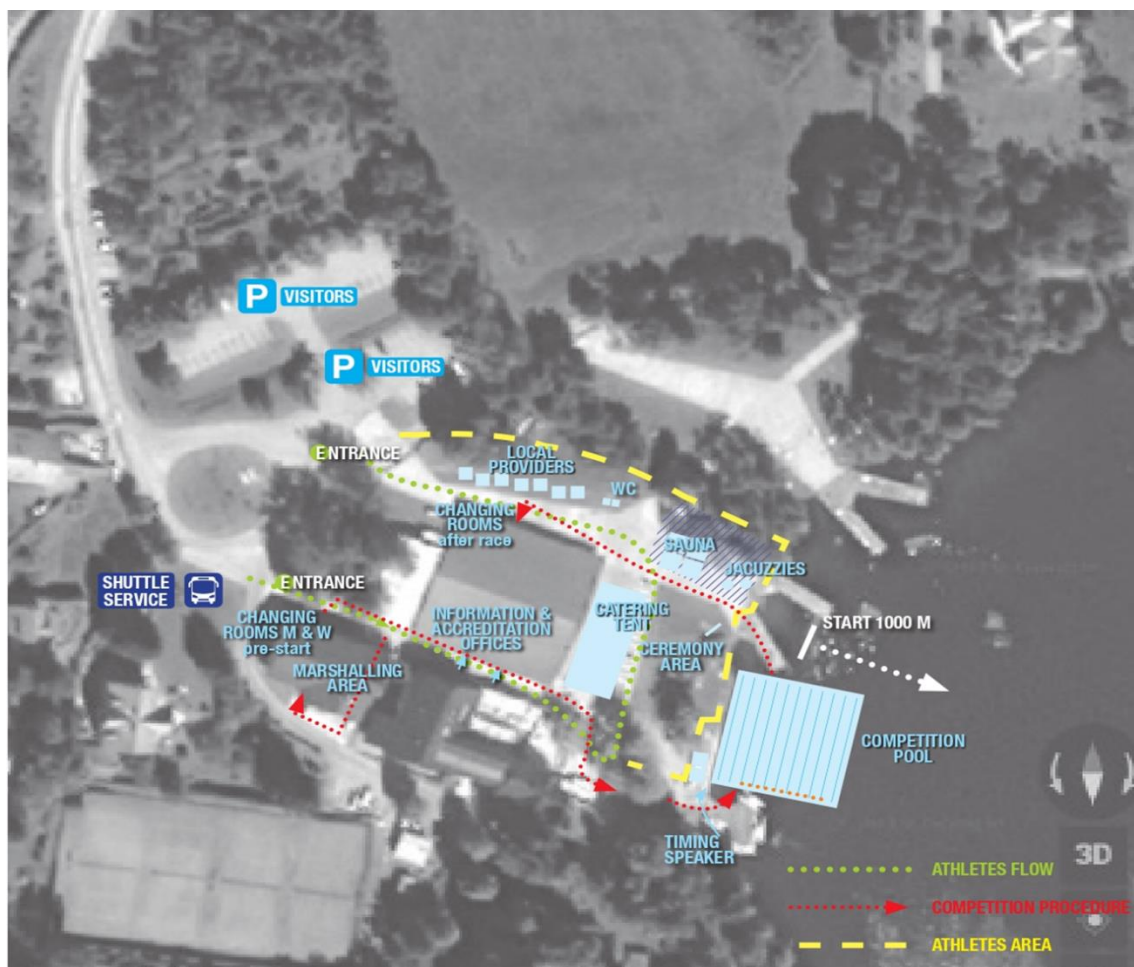 P VISITORS
P VISITORS
ENTRANCE
LOCAL
PROVIDERS
WC
CHANGING
ROOMS
after race
SAUNA
JACUZZIES
SHUTTLE
SERVICE
ENTRANCE
CHANGING
ROOMS M & W
pre-start
INFORMATION &
ACCREDITATION
OFFICES
CATERING
TENT
START 1000 M
CEREMONY
AREA
MARSHALLING
AREA
COMPETITION
POOL
TIMING
SPEAKER
3D
ATHLETES FLOW
COMPETITION PROCEDURE
ATHLETES AREA